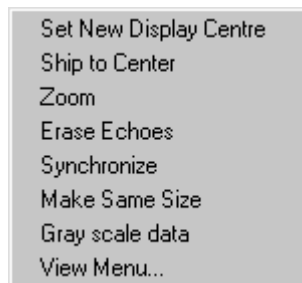 Set New Display Centre
Ship to Center
Zoom
Erase Echoes
Synchronize
Make Same Size
Gray scale data
View Menu...